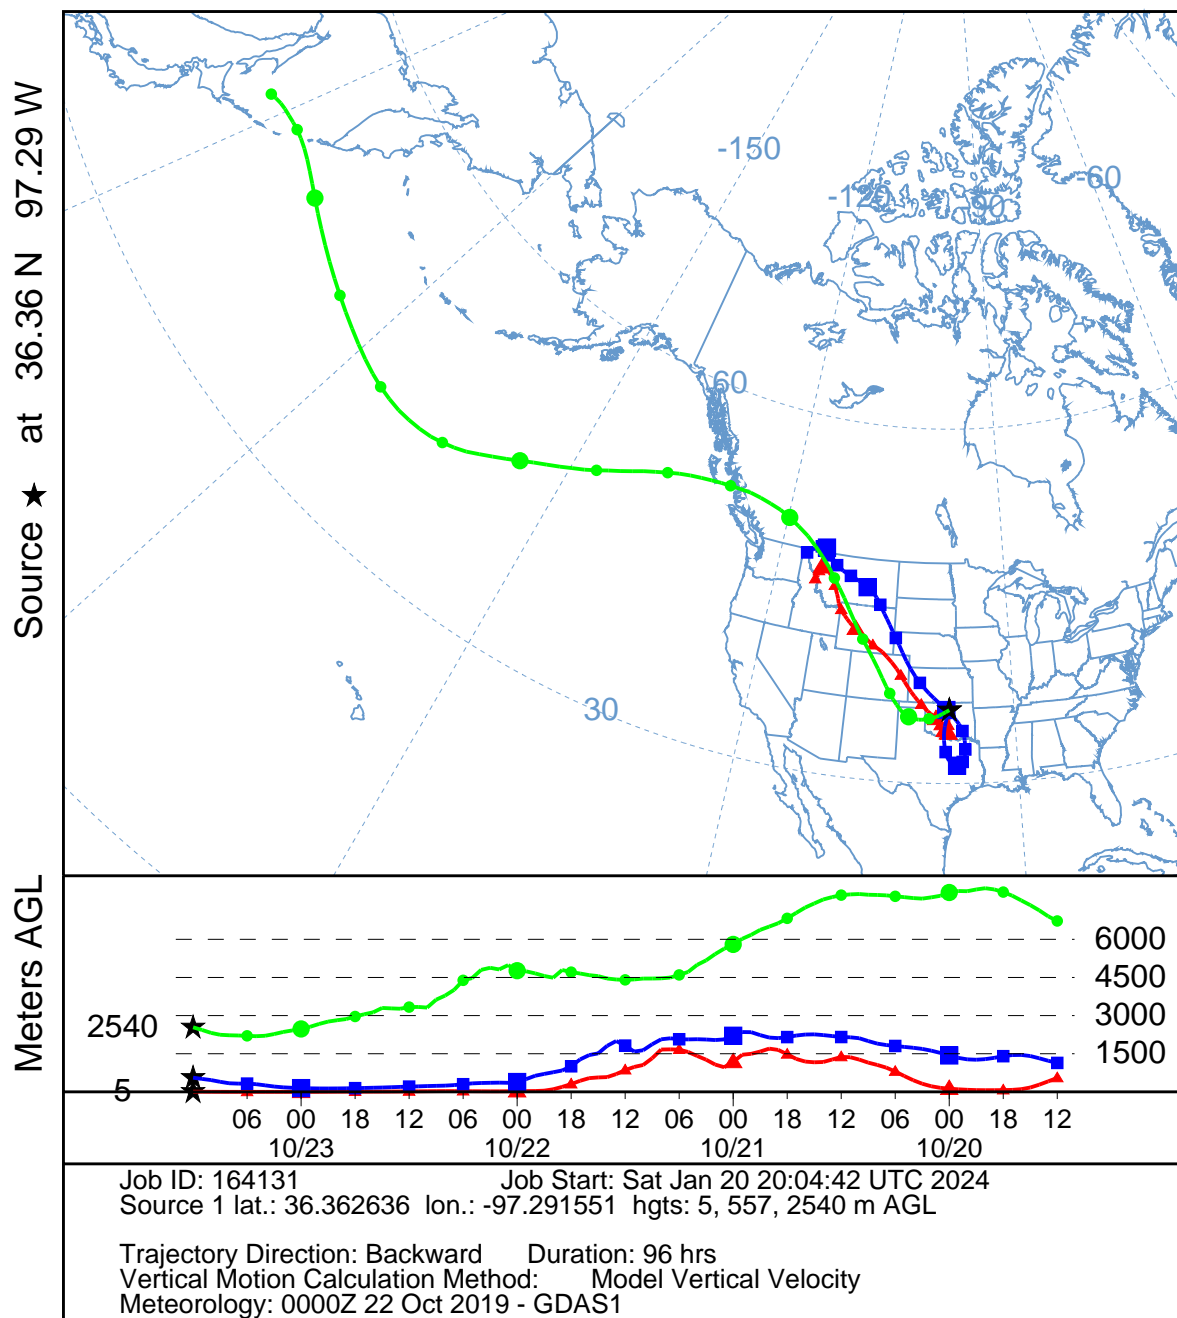 Source ★ at 36.36 N 97.29 W
-150
-120
-90
-60
60
30
Meters AGL
6000
4500
3000
1500
2540
5
06 00 18 12 06 00 18 12 06 00 18 12 06 00 18 12
10/23 10/22 10/21 10/20
Job ID: 164131 Job Start: Sat Jan 20 20:04:42 UTC 2024
Source 1 lat.: 36.362636 lon.: -97.291551 hgts: 5, 557, 2540 m AGL
Trajectory Direction: Backward Duration: 96 hrs
Vertical Motion Calculation Method: Model Vertical Velocity
Meteorology: 0000Z 22 Oct 2019 - GDAS1